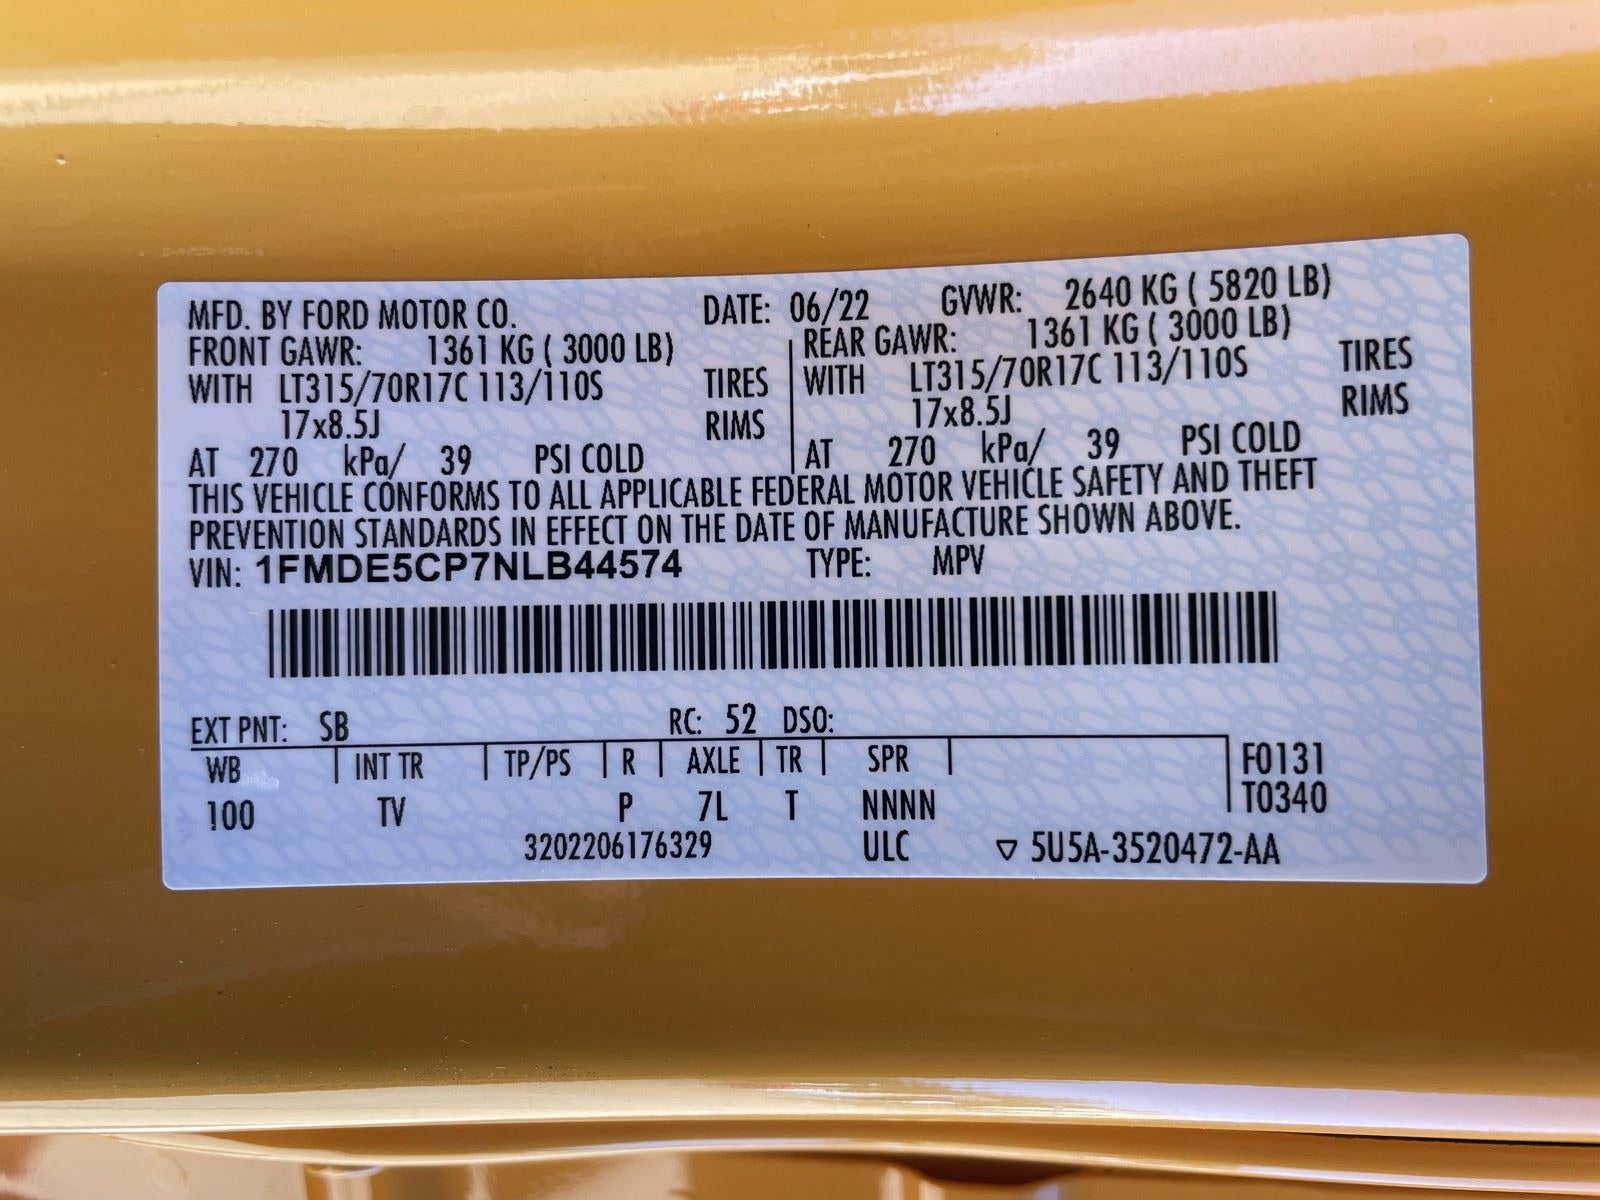 MFD. BY FORD MOTOR CO. DATE: 06/22 GVWR: 2640 KG ( 5820 LB)
FRONT GAWR: 1361 KG ( 3000 LB) REAR GAWR: 1361 KG ( 3000 LB)
WITH LT315/70R17C 113/110S TIRES WITH LT315/70R17C 113/110S TIRES
17x8.5J RIMS 17x8.5J RIMS
AT 270 kPa/ 39 PSI COLD AT 270 kPa/ 39 PSI COLD
THIS VEHICLE CONFORMS TO ALL APPLICABLE FEDERAL MOTOR VEHICLE SAFETY AND THEFT
PREVENTION STANDARDS IN EFFECT ON THE DATE OF MANUFACTURE SHOWN ABOVE.
VIN: 1FMDE5CP7NLB44574 TYPE: MPV
EXT PNT: SB RC: 52 DSO:
WB INT TR TP/PS R AXLE TR SPR F0131
100 TV P 7L T NNNN T0340
3202206176329 ULC ▽ 5U5A-3520472-AA